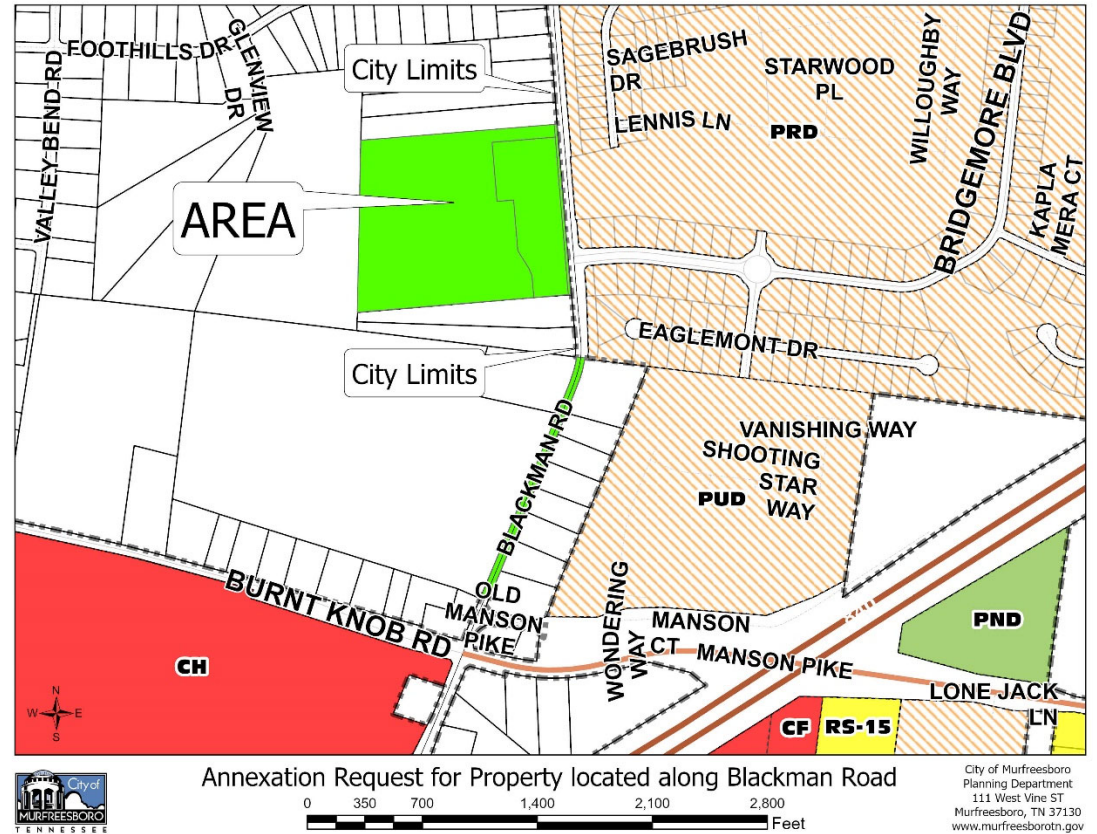 FOOTHILLS DR
GLENVIEW
DR
VALLEY BEND RD
City Limits
SAGEBRUSH
DR
STARWOOD
PL
WILLOUGHBY
WAY
BRIDGEMORE BLVD
LENNIS LN
PRD
KAPLA
MERA CT
AREA
City Limits
EAGLEMONT DR
BLACKMAN RD
VANISHING WAY
SHOOTING
STAR
WAY
PUD
OLD
MANSON
PIKE
BURNT KNOB RD
WONDERING
WAY
MANSON
CT
MANSON PIKE
PND
CH
LONE JACK
LN
CF
RS-15
N
W
E
S
City of
MURFREESBORO
TENNESSEE
Annexation Request for Property located along Blackman Road
0 350 700 1,400 2,100 2,800
Feet
City of Murfreesboro
Planning Department
111 West Vine ST
Murfreesboro, TN 37130
www.murfreesborotn.gov